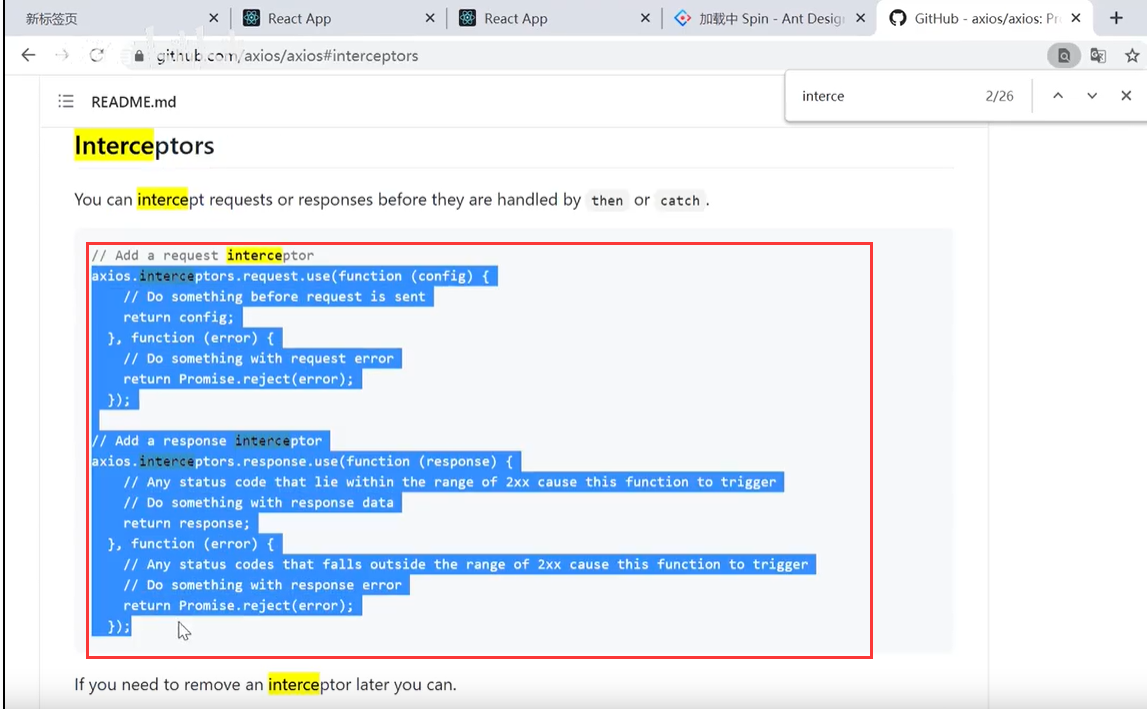 新标签页
React App
React App
加载中 Spin - Ant Desig
GitHub - axios/axios: Pr
github.com/axios/axios#interceptors
interce 2/26
README.md
Interceptors
You can intercept requests or responses before they are handled by then or catch.
// Add a request interceptor
axios.interceptors.request.use(function (config) {
// Do something before request is sent
return config;
}, function (error) {
// Do something with request error
return Promise.reject(error);
});
// Add a response interceptor
axios.interceptors.response.use(function (response) {
// Any status code that lie within the range of 2xx cause this function to trigger
// Do something with response data
return response;
}, function (error) {
// Any status codes that falls outside the range of 2xx cause this function to trigger
// Do something with response error
return Promise.reject(error);
});
If you need to remove an interceptor later you can.